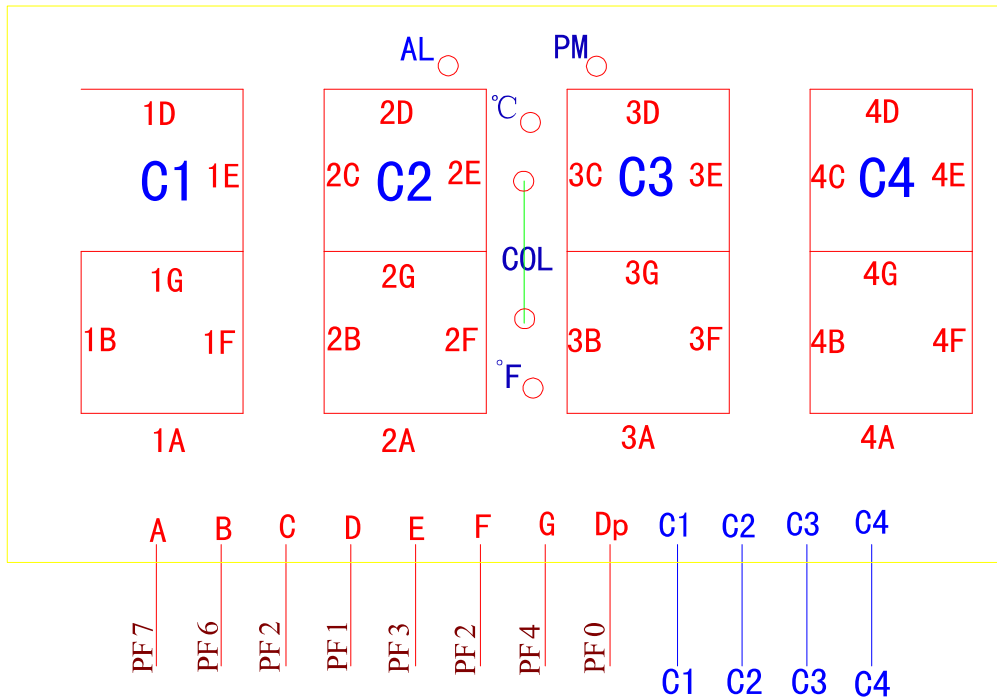 AL PM
℃
1D 2D 3D 4D
C1 1E 2C C2 2E 3C C3 3E 4C C4 4E
COL
1G 2G 3G 4G
1B 1F 2B 2F 3B 3F 4B 4F
°F
1A 2A 3A 4A
A B C D E F G Dp C1 C2 C3 C4
PF7 PF6 PF2 PF1 PF3 PF2 PF4 PF0
C1 C2 C3 C4